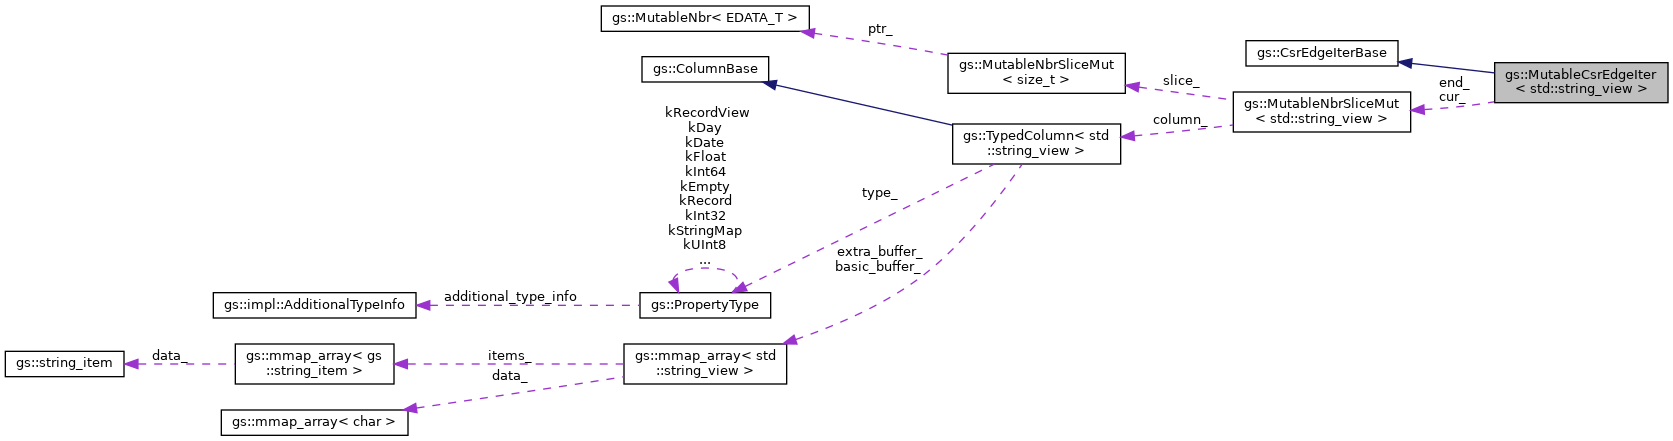 gs::MutableNbr< EDATA_T >
ptr_
gs::ColumnBase
gs::MutableNbrSliceMut
< size_t >
gs::CsrEdgeIterBase
gs::MutableCsrEdgeIter
< std::string_view >
slice_
end_
cur_
gs::MutableNbrSliceMut
< std::string_view >
column_
gs::TypedColumn< std
::string_view >
kRecordView
kDay
kDate
kFloat
kInt64
kEmpty
kRecord
kInt32
kStringMap
kUInt8
...
type_
extra_buffer_
basic_buffer_
gs::impl::AdditionalTypeInfo
additional_type_info
gs::PropertyType
gs::string_item
data_
gs::mmap_array< gs
::string_item >
items_
data_
gs::mmap_array< std
::string_view >
gs::mmap_array< char >